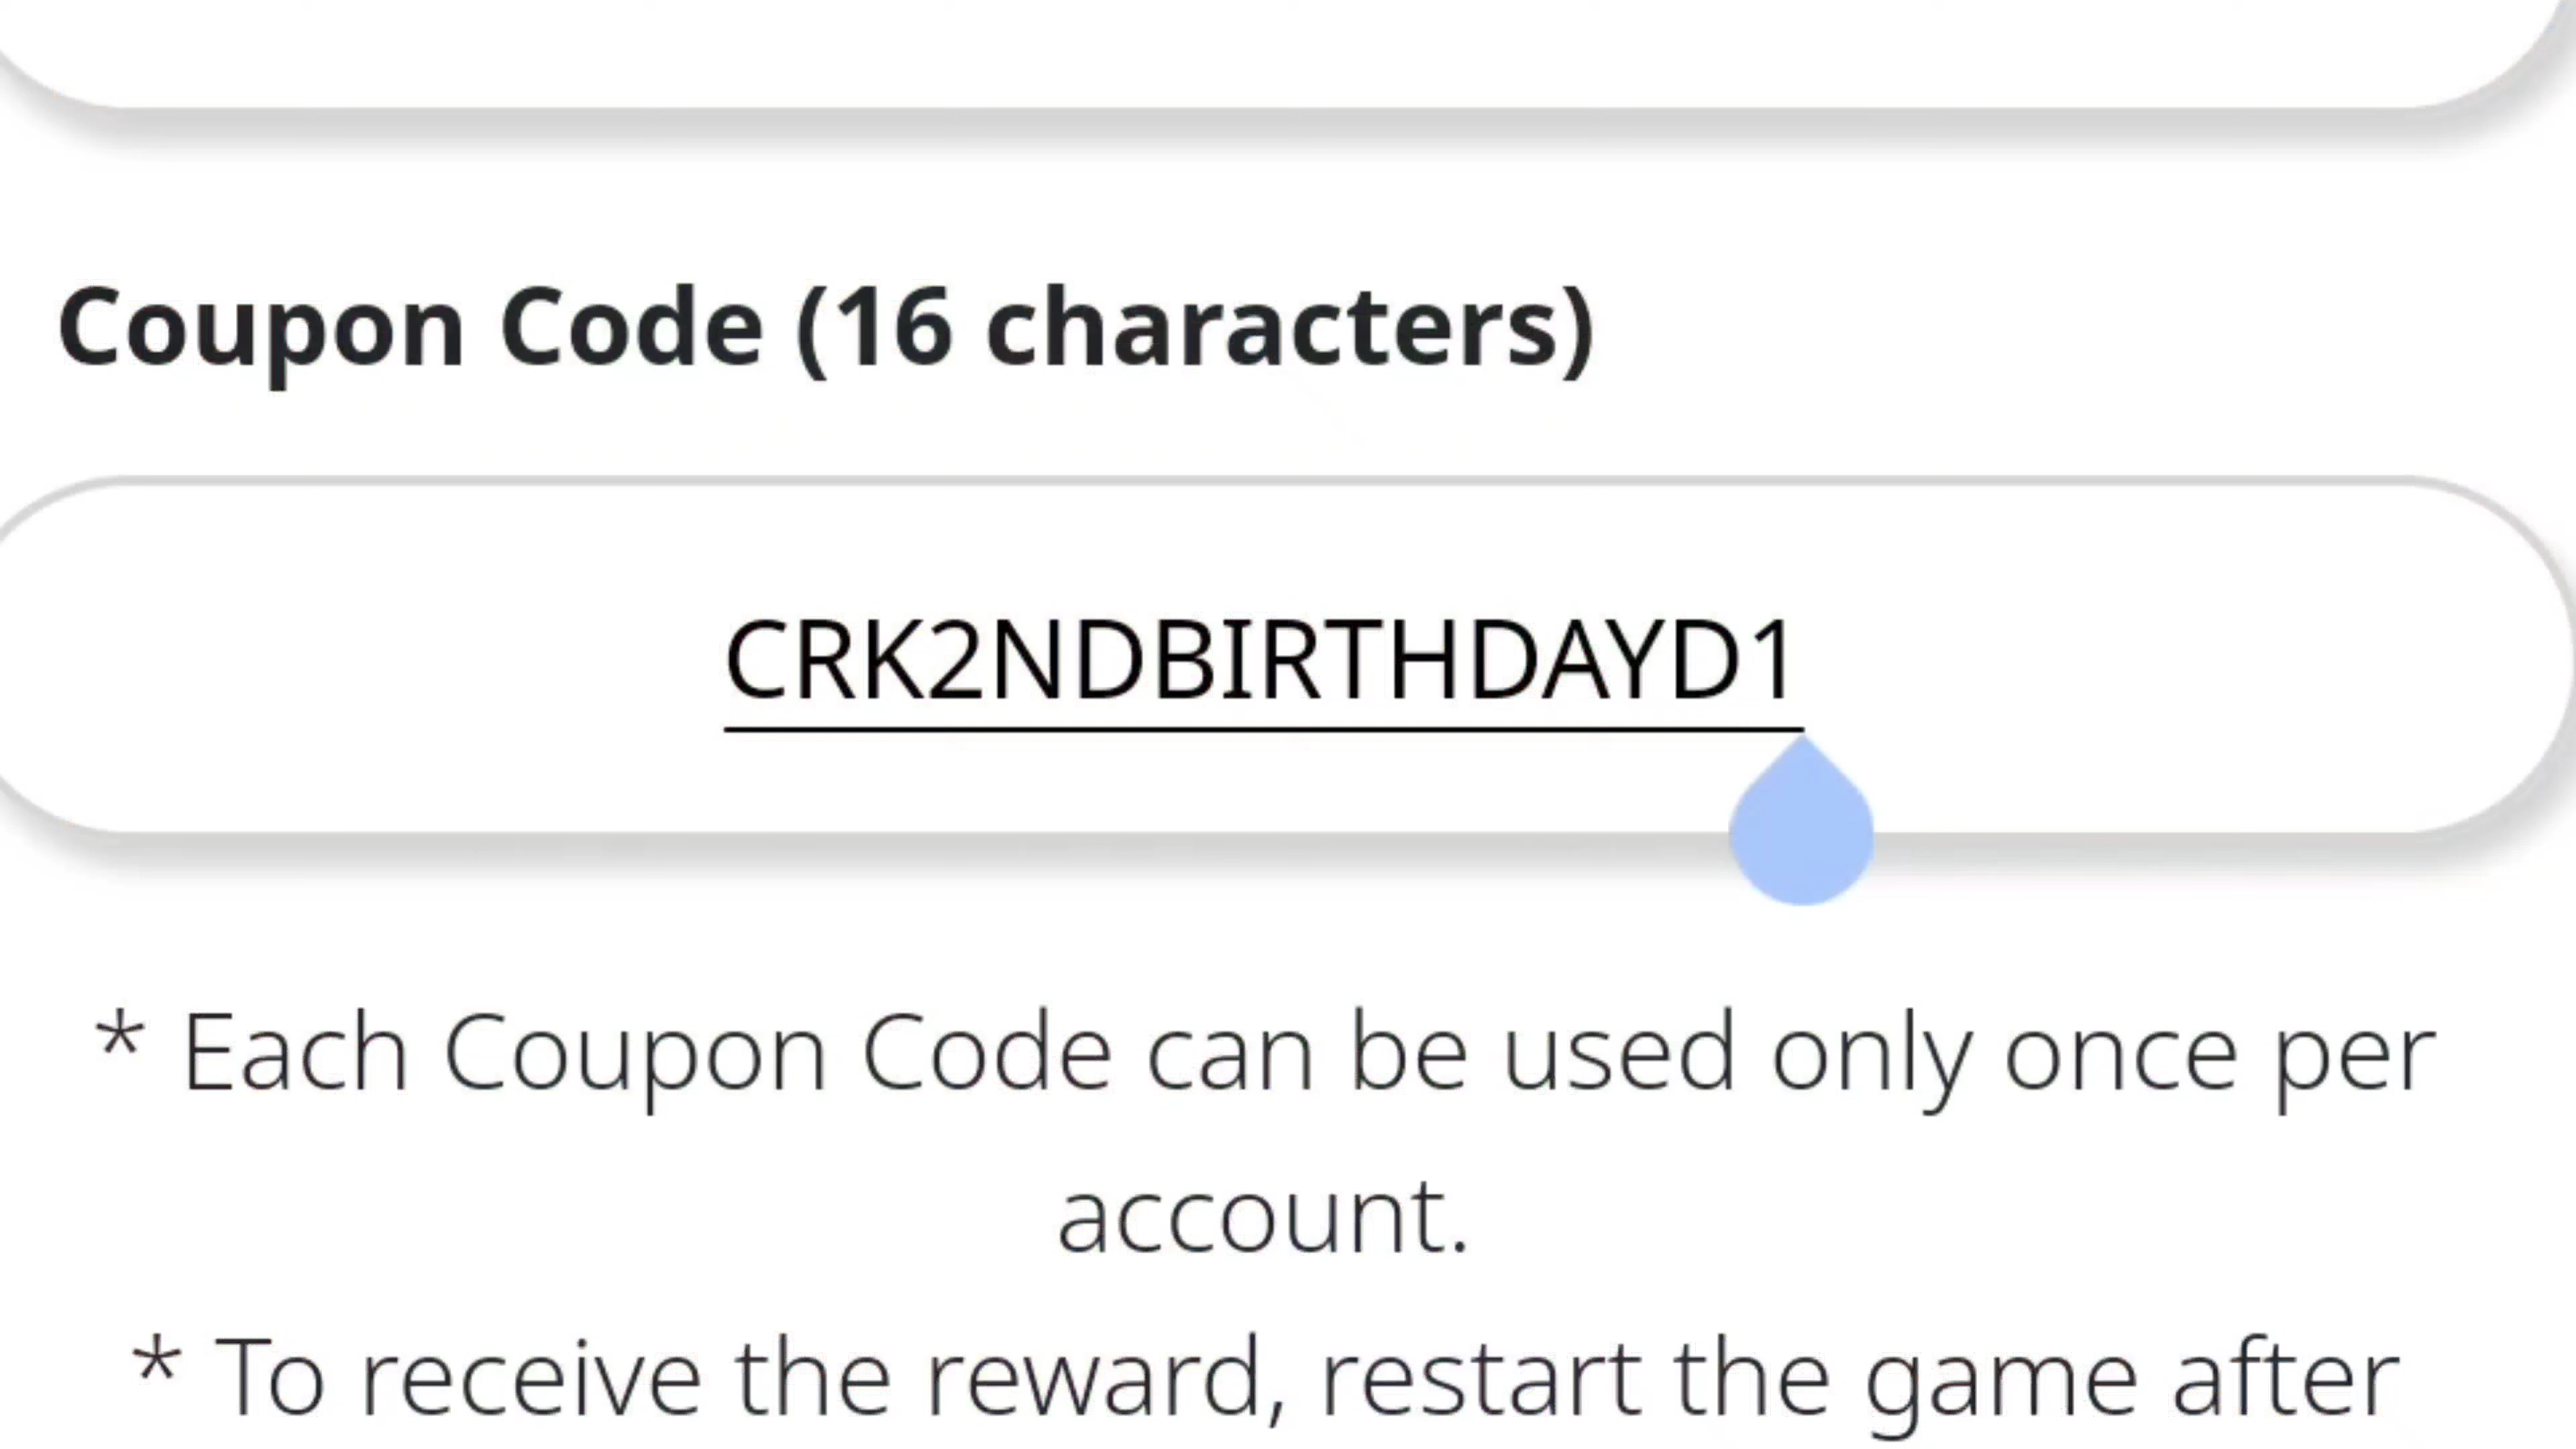 Coupon Code (16 characters)
CRK2NDBIRTHDAYD1
* Each Coupon Code can be used only once per
account.
* To receive the reward, restart the game after